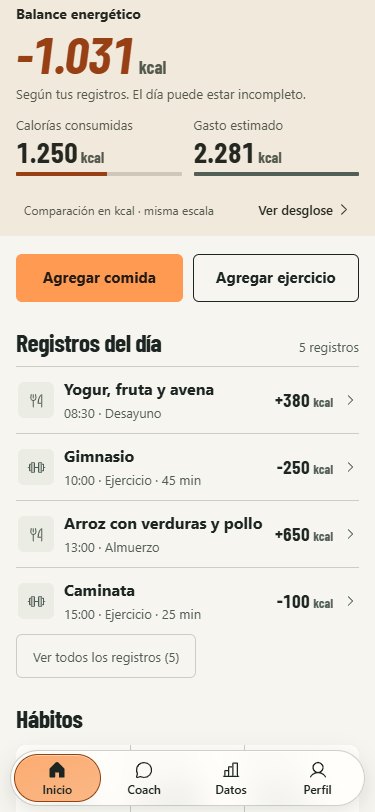 Balance energético
-1.031 kcal
Según tus registros. El día puede estar incompleto.
Calorías consumidas Gasto estimado
1.250 kcal 2.281 kcal
Comparación en kcal · misma escala Ver desglose
Agregar comida Agregar ejercicio
Registros del día 5 registros
Yogur, fruta y avena +380 kcal
08:30 · Desayuno
Gimnasio -250 kcal
10:00 · Ejercicio · 45 min
Arroz con verduras y pollo +650 kcal
13:00 · Almuerzo
Caminata -100 kcal
15:00 · Ejercicio · 25 min
Ver todos los registros (5)
Hábitos
Inicio Coach Datos Perfil